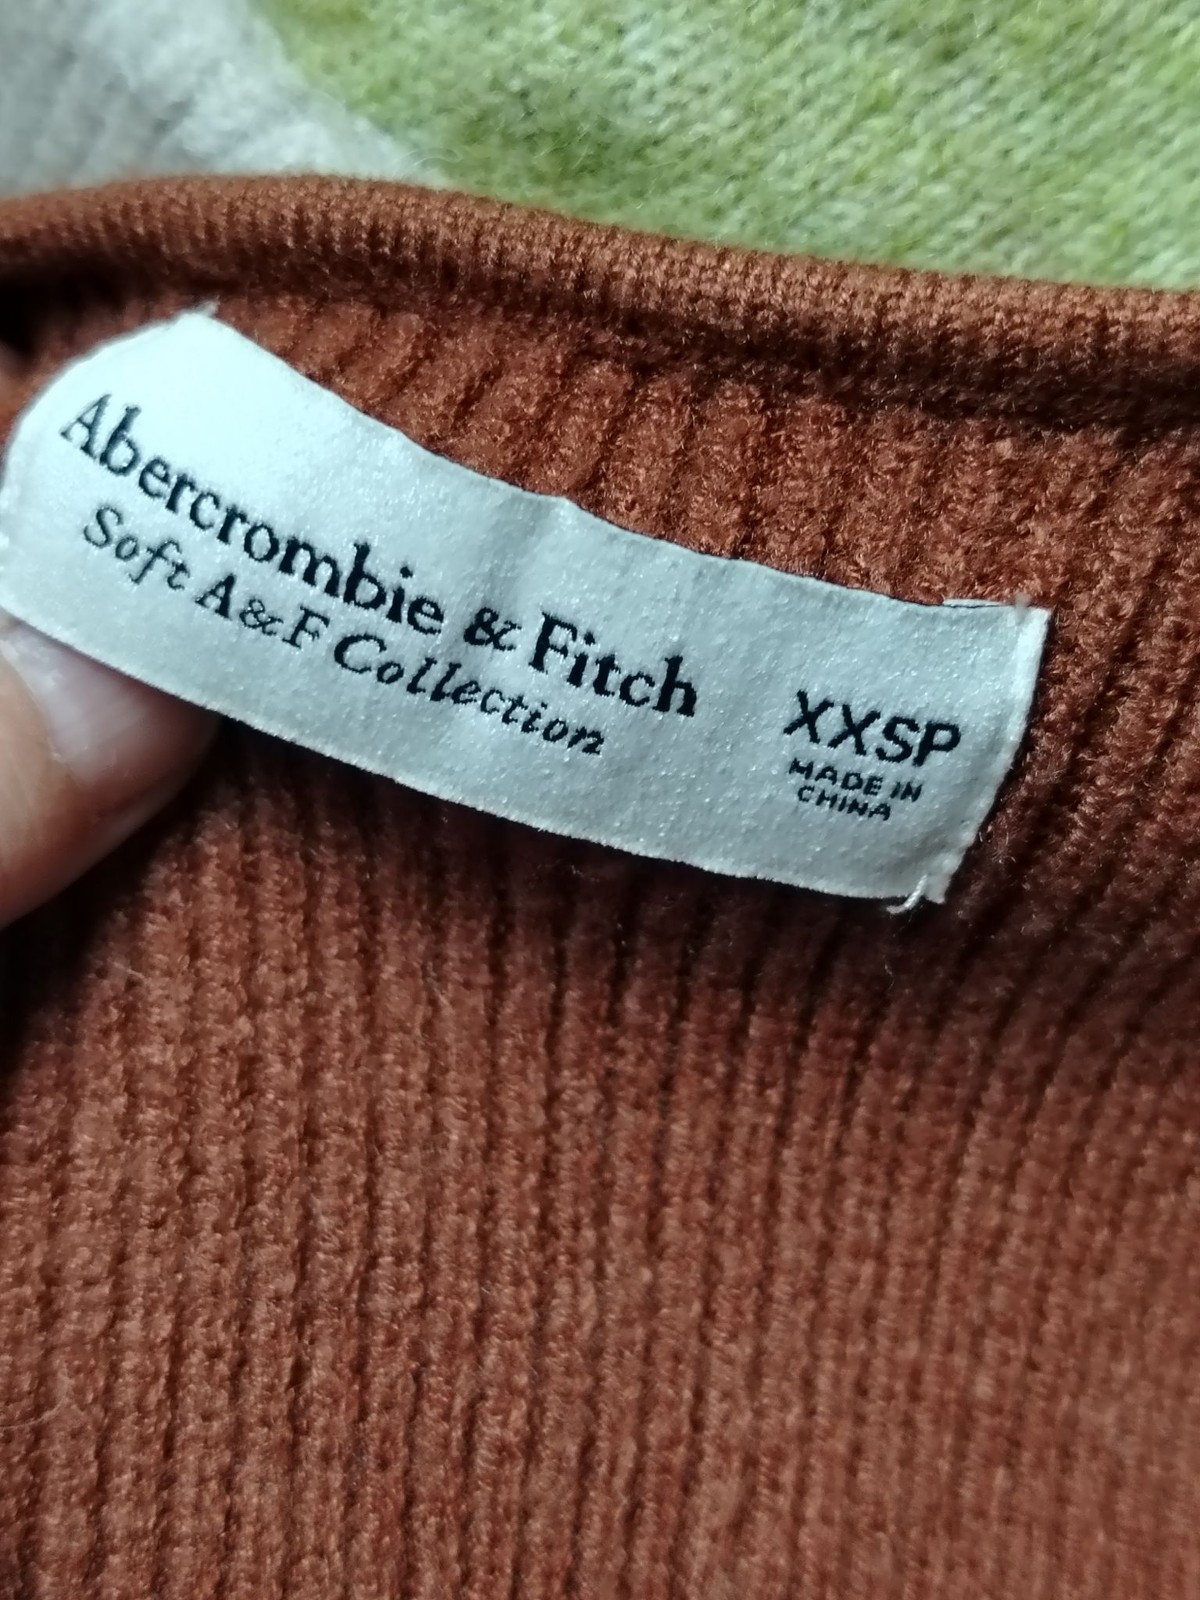 Abercrombie & Fitch
Soft A&F Collection
XXSP
MADE IN
CHINA